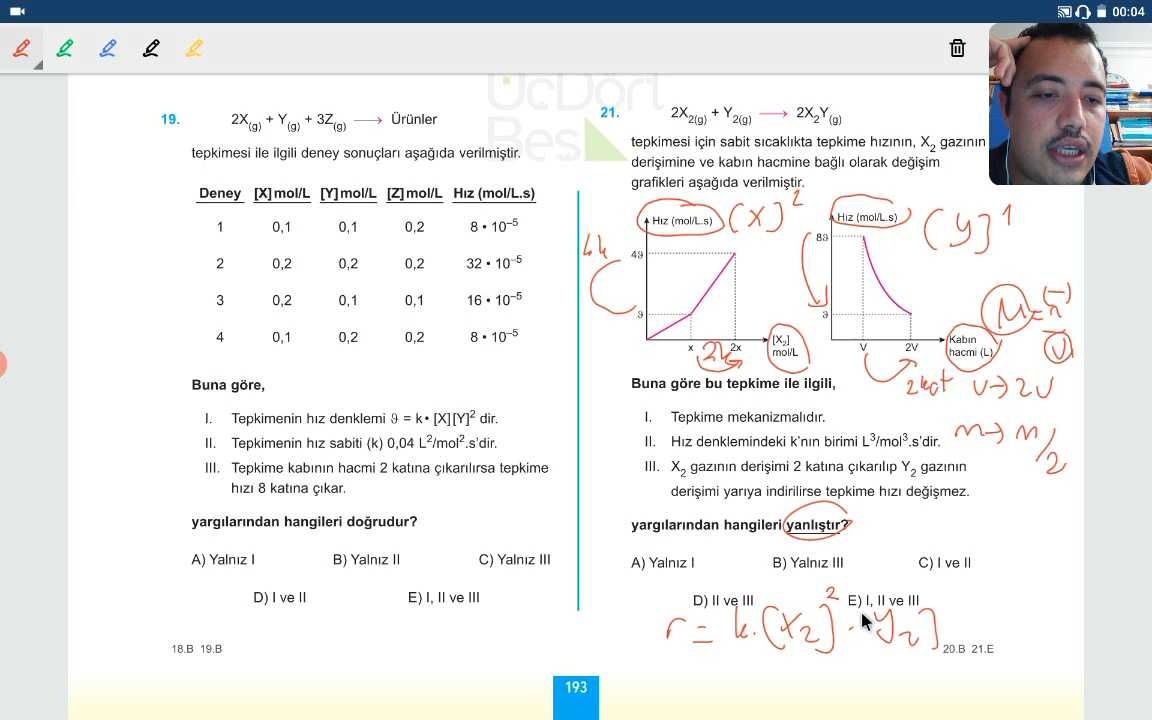 00:04
ÜçDört
Beş
19.
2X(g) + Y(g) + 3Z(g) → Ürünler
tepkimesi ile ilgili deney sonuçları aşağıda verilmiştir.
Deney [X] mol/L [Y] mol/L [Z] mol/L Hız (mol/L.s)
1 0,1 0,1 0,2 8 • 10⁻⁵
2 0,2 0,2 0,2 32 • 10⁻⁵
3 0,2 0,1 0,1 16 • 10⁻⁵
4 0,1 0,2 0,2 8 • 10⁻⁵
Buna göre,
I. Tepkimenin hız denklemi ϑ = k• [X] [Y]² dir.
II. Tepkimenin hız sabiti (k) 0,04 L²/mol².s'dir.
III. Tepkime kabının hacmi 2 katına çıkarılırsa tepkime
hızı 8 katına çıkar.
yargılarından hangileri doğrudur?
A) Yalnız I B) Yalnız II C) Yalnız III
D) I ve II E) I, II ve III
18.B 19.B
21.
2X₂(g) + Y₂(g) → 2X₂Y(g)
tepkimesi için sabit sıcaklıkta tepkime hızının, X₂ gazının
derişimine ve kabın hacmine bağlı olarak değişim
grafikleri aşağıda verilmiştir.
Hız (mol/L.s) [X]²
4ϑ
ϑ
x 2x
[X₂]
mol/L
2k
Hız (mol/L.s) [Y]¹
8ϑ
ϑ
V 2V
Kabın
hacmi (L)
M = n
V
2kat V→2V
M→M/2
Buna göre bu tepkime ile ilgili,
I. Tepkime mekanizmalıdır.
II. Hız denklemindeki k'nın birimi L³/mol³.s'dir.
III. X₂ gazının derişimi 2 katına çıkarılıp Y₂ gazının
derişimi yarıya indirilirse tepkime hızı değişmez.
yargılarından hangileri yanlıştır?
A) Yalnız I B) Yalnız III C) I ve II
D) II ve III E) I, II ve III
r = k.[X₂]² . Y₂]
20.B 21.E
193